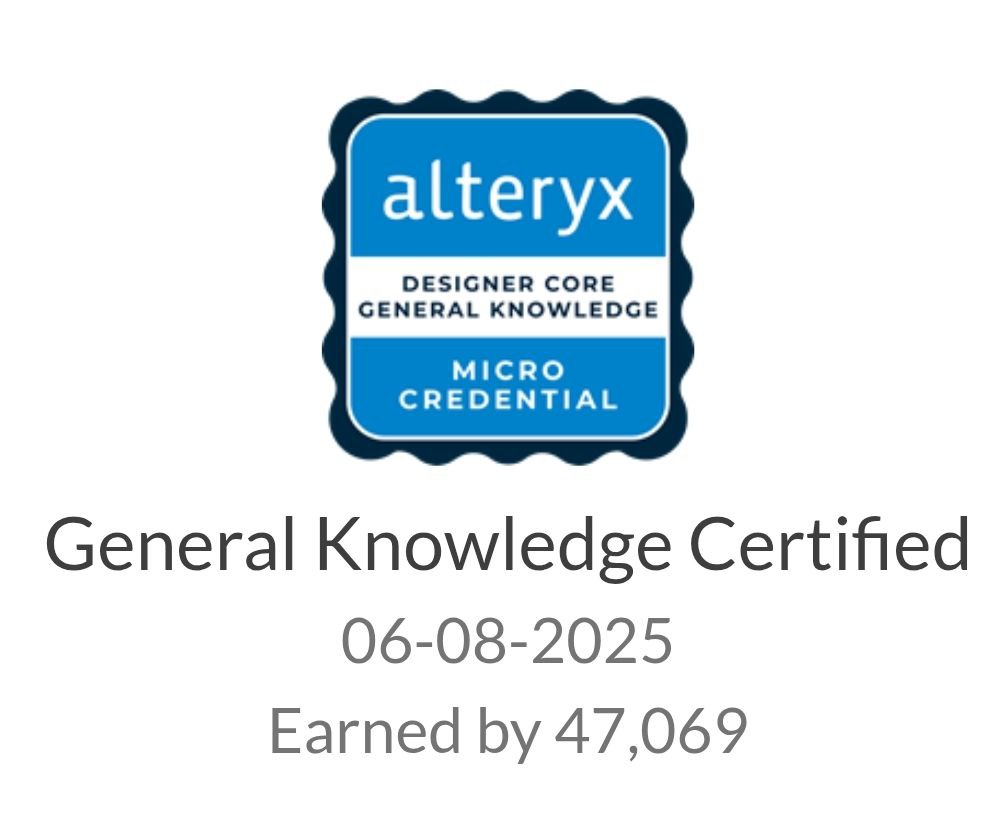 alteryx
DESIGNER CORE
GENERAL KNOWLEDGE
MICRO
CREDENTIAL
General Knowledge Certified
06-08-2025
Earned by 47,069